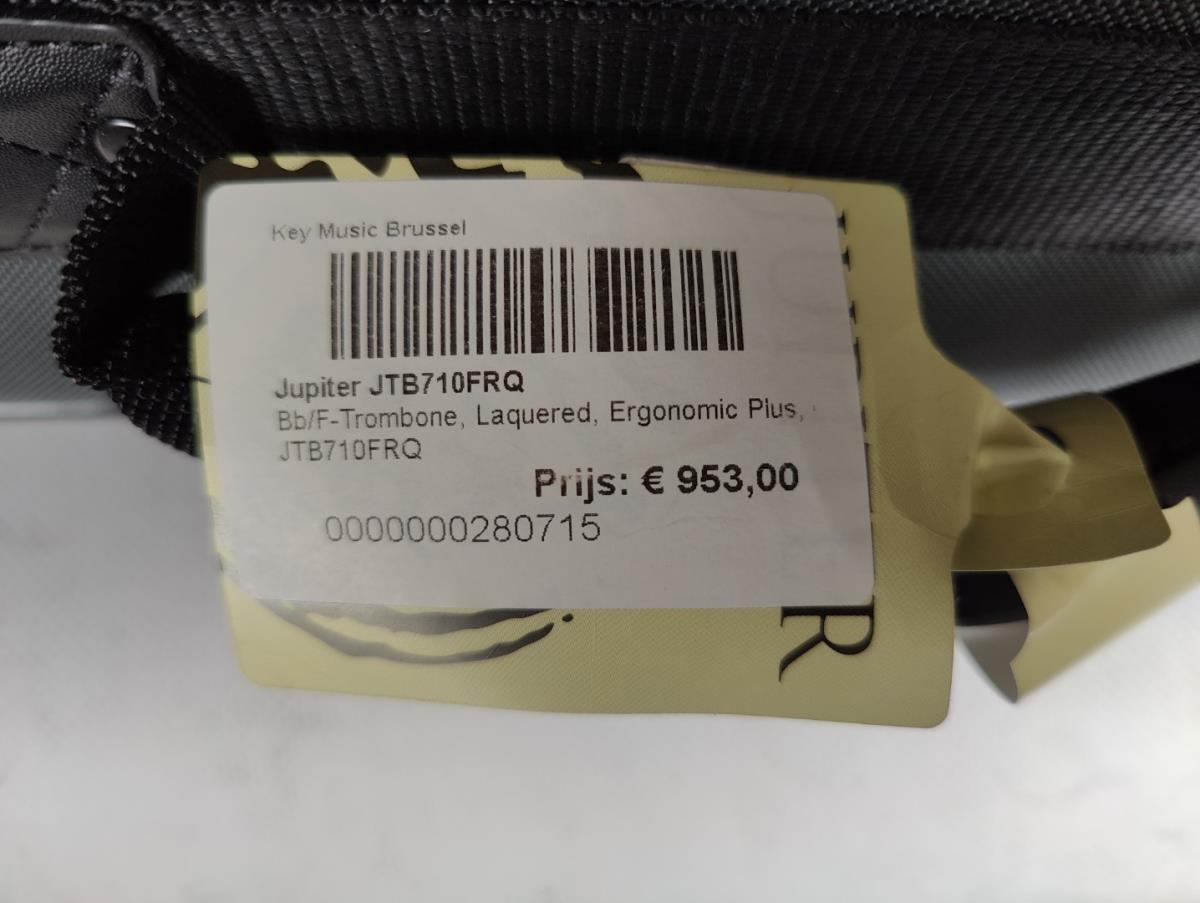 Key Music Brussel
Jupiter JTB710FRQ
Bb/F-Trombone, Laquered, Ergonomic Plus,
JTB710FRQ
Prijs: € 953,00
0000000280715